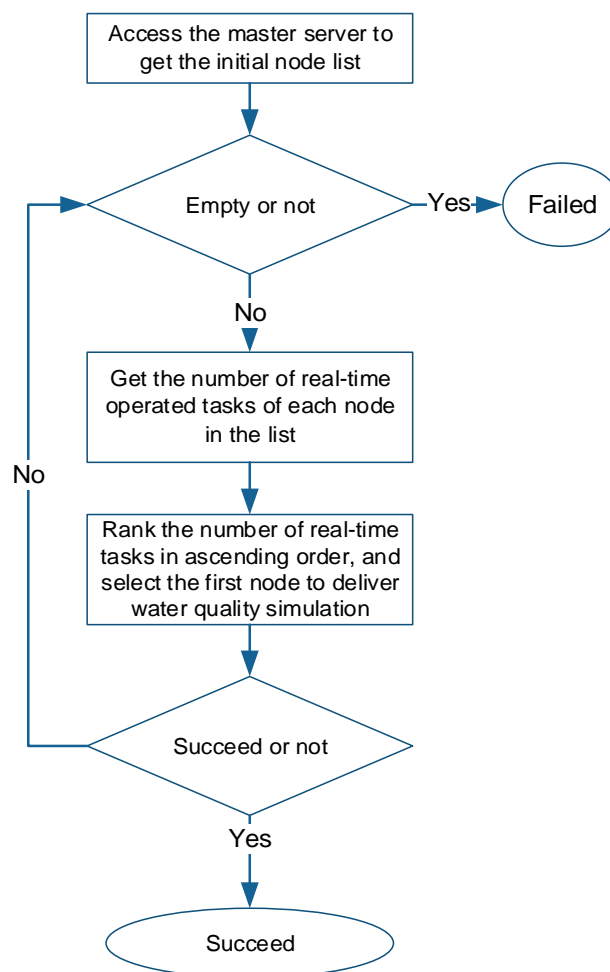 Access the master server to
get the initial node list
Empty or not
Yes
Failed
No
Get the number of real-time
operated tasks of each node
in the list
No
Rank the number of real-time
tasks in ascending order, and
select the first node to deliver
water quality simulation
Succeed or not
Yes
Succeed